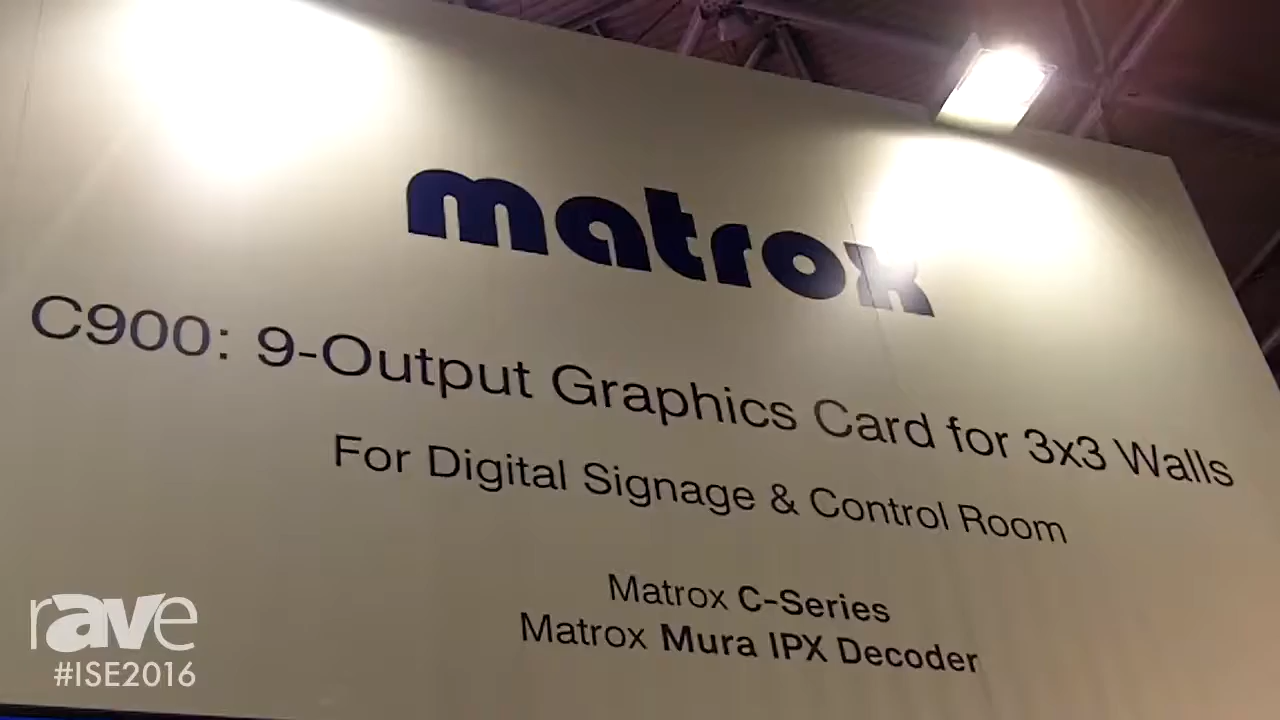 matrox
C900: 9-Output Graphics Card for 3x3 Walls
For Digital Signage & Control Room
Matrox C-Series
Matrox Mura IPX Decoder
rave
#ISE2016